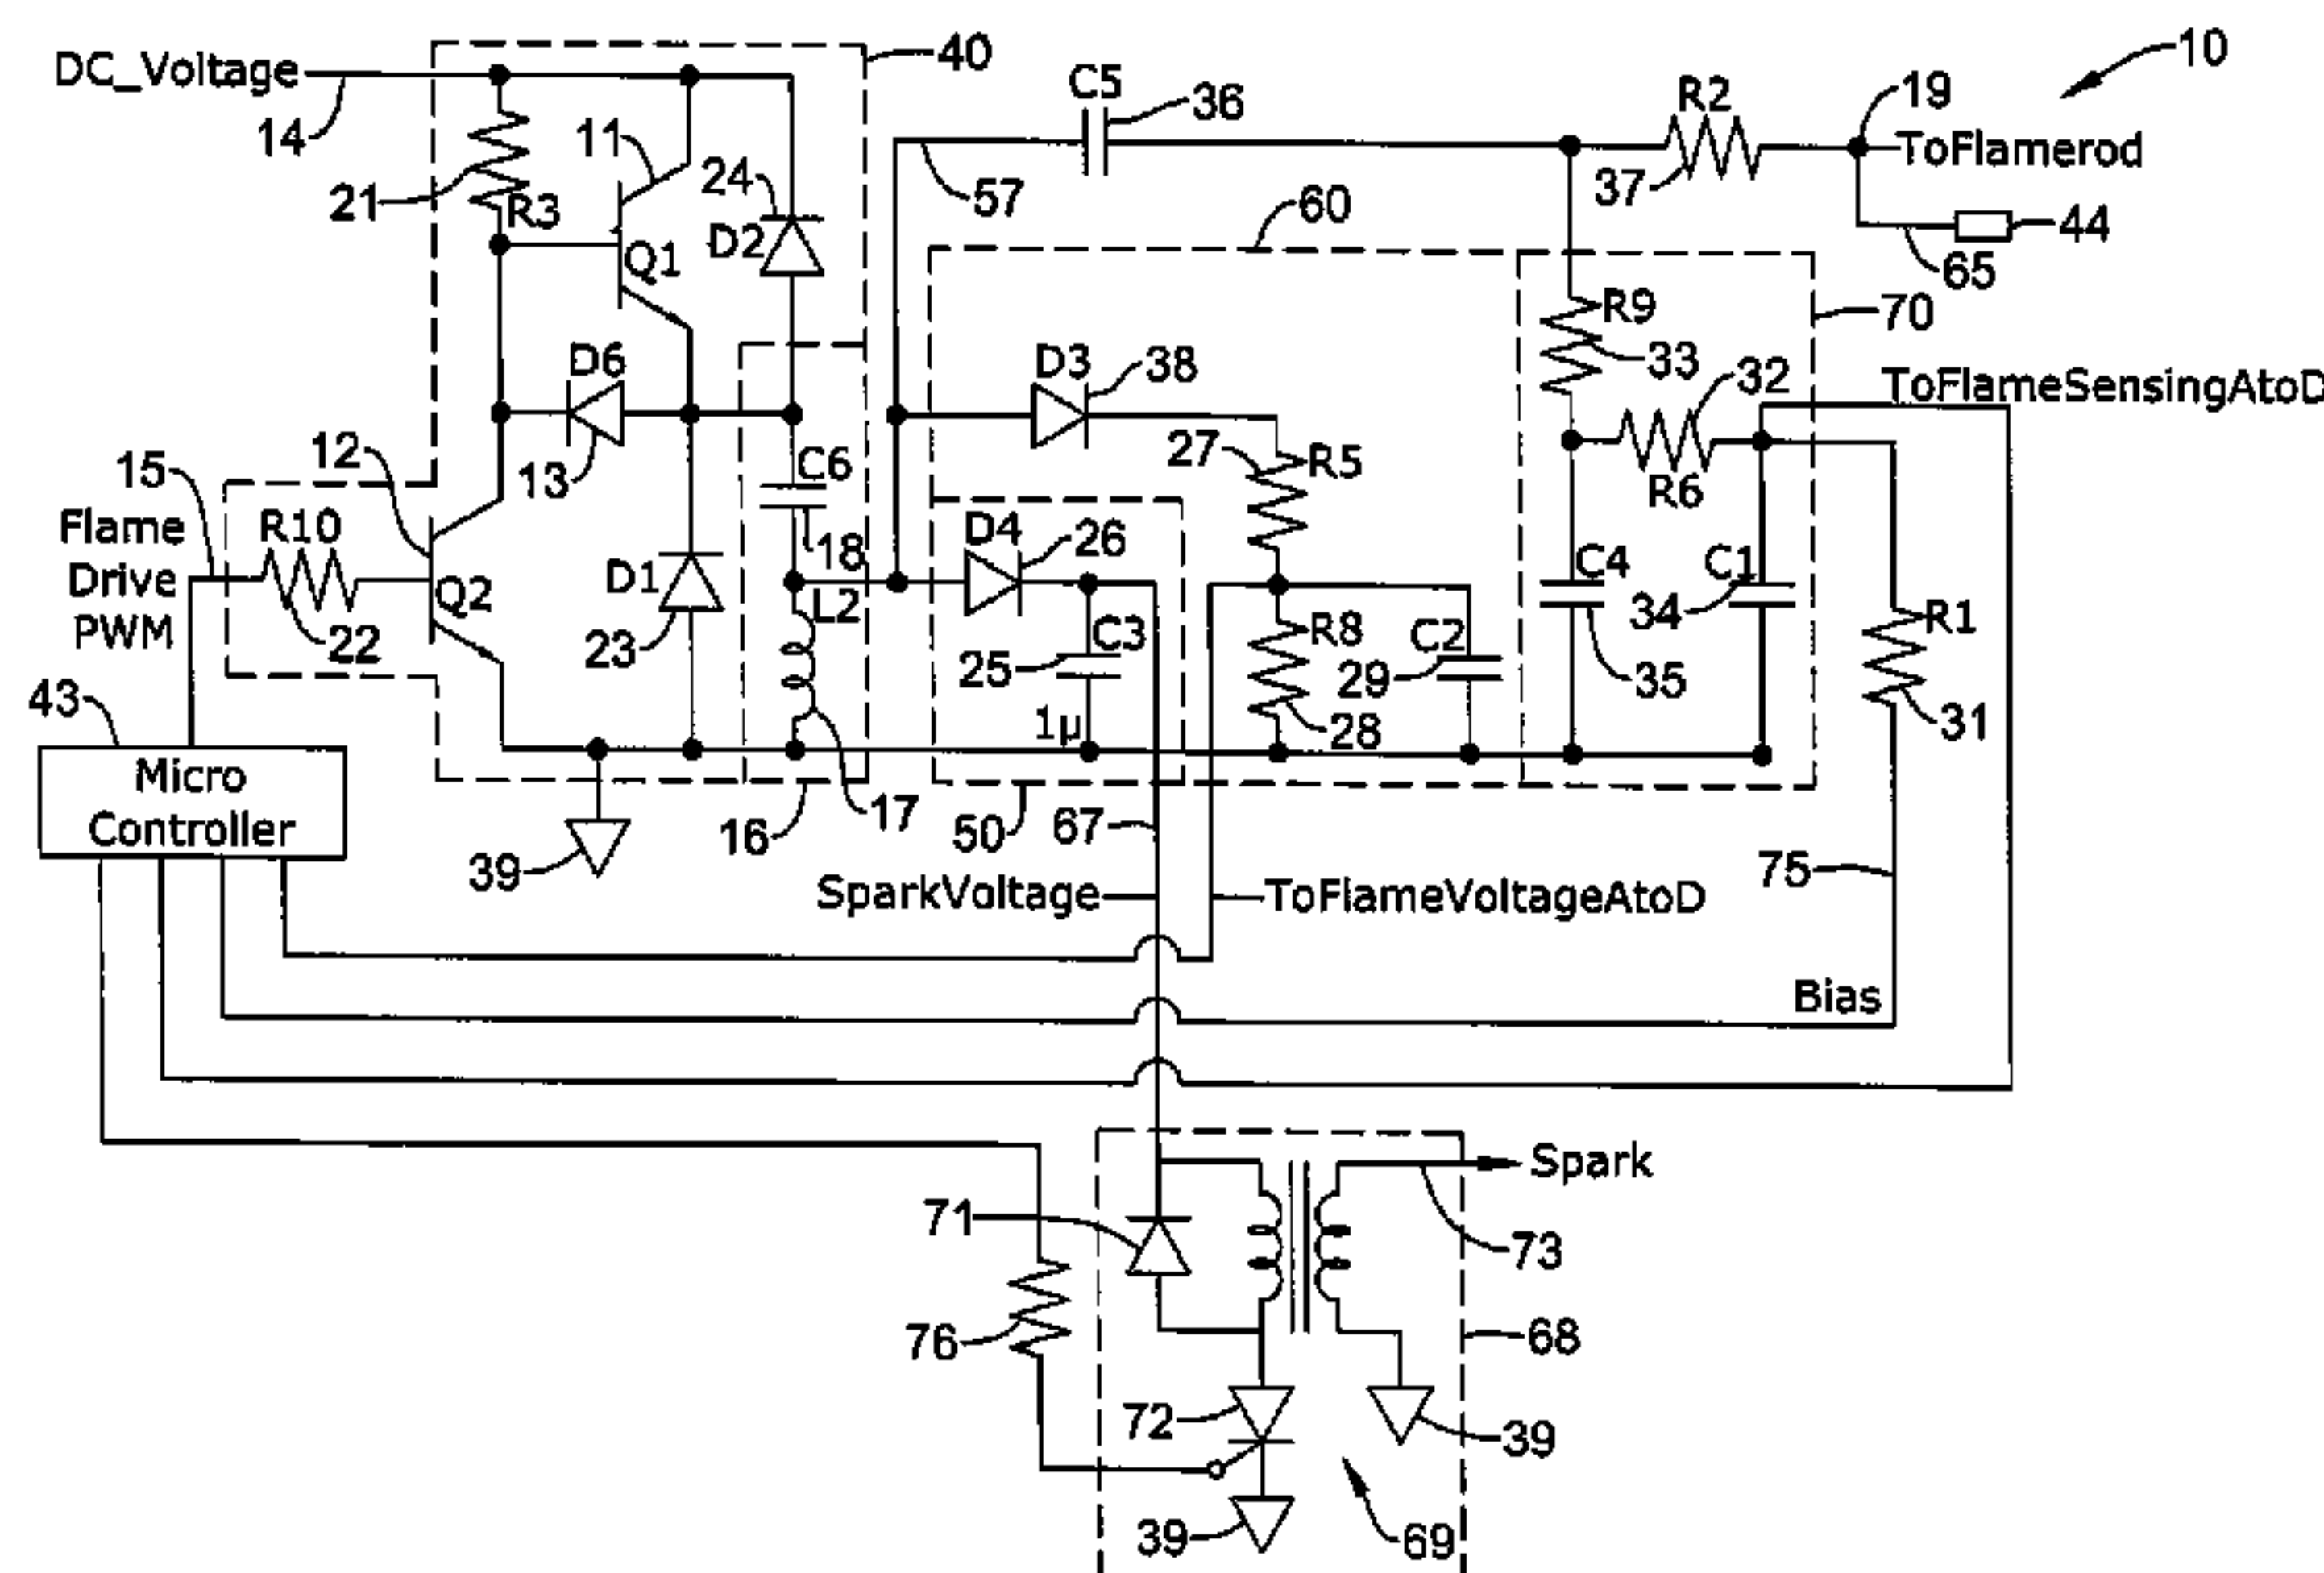 DC_Voltage
14
40
C5
36
R2
19
10
ToFlamerod
21
R3
11
24
D2
Q1
57
37
60
44
65
R9
33
32
70
ToFlameSensingAtoD
D6
13
D3
38
12
15
Flame
Drive
PWM
R10
22
Q2
D1
23
C6
18
L2
27
R5
R6
D4
26
C4
C1
34
35
R1
31
C3
25
1µ
R8
28
C2
29
43
Micro
Controller
39
16
17
50
67
75
SparkVoltage
ToFlameVoltageAtoD
Bias
Spark
71
73
76
68
72
39
39
69